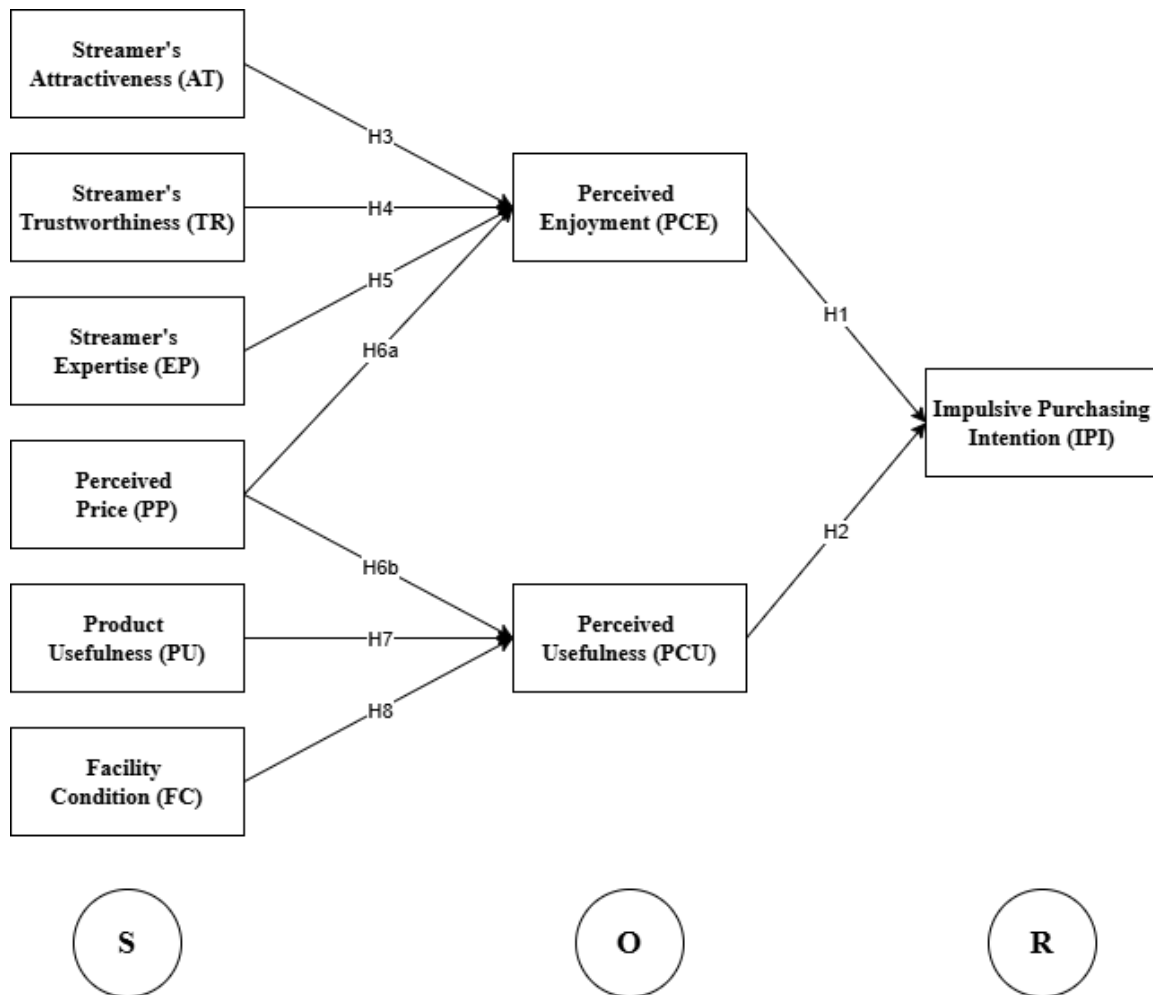 Streamer's
Attractiveness (AT)
H3
Streamer's
Trustworthiness (TR)
H4
Perceived
Enjoyment (PCE)
H5
Streamer's
Expertise (EP)
H6a
H1
Impulsive Purchasing
Intention (IPI)
Perceived
Price (PP)
H6b
H2
Product
Usefulness (PU)
H7
Perceived
Usefulness (PCU)
H8
Facility
Condition (FC)
S
O
R